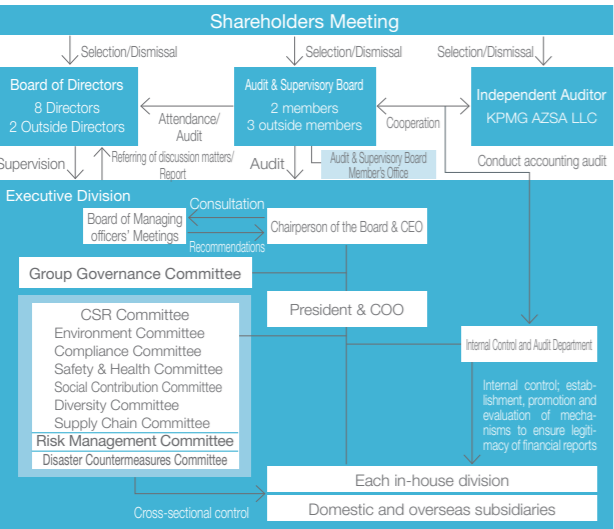 Shareholders Meeting
Selection/Dismissal
Selection/Dismissal
Selection/Dismissal
Board of Directors
8 Directors
2 Outside Directors
Attendance/
Audit
Audit & Supervisory Board
2 members
3 outside members
Cooperation
Independent Auditor
KPMG AZSA LLC
Supervision
Referring of discussion matters/
Report
Audit
Audit & Supervisory Board
Member's Office
Conduct accounting audit
Executive Division
Board of Managing
officers' Meetings
Consultation
Recommendations
Chairperson of the Board & CEO
Group Governance Committee
President & COO
CSR Committee
Environment Committee
Compliance Committee
Safety & Health Committee
Social Contribution Committee
Diversity Committee
Supply Chain Committee
Risk Management Committee
Disaster Countermeasures Committee
Internal Control and Audit Department
Internal control; estab-
lishment, promotion and
evaluation of mecha-
nisms to ensure legiti-
macy of financial reports
Cross-sectional control
Each in-house division
Domestic and overseas subsidiaries